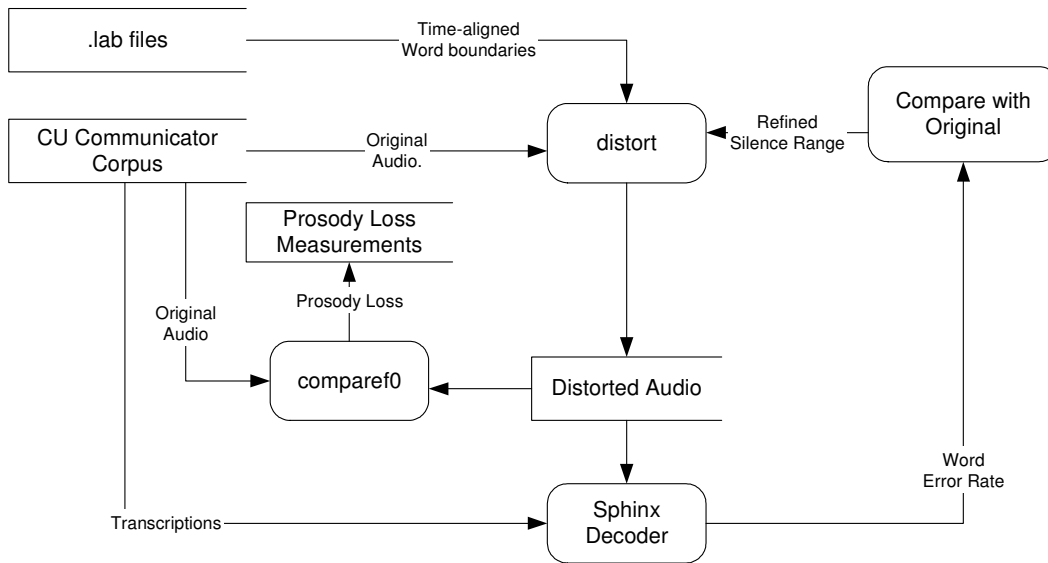 .lab files
Time-aligned
Word boundaries
CU Communicator
Corpus
Original
Audio.
distort
Refined
Silence Range
Compare with
Original
Prosody Loss
Measurements
Prosody Loss
Original
Audio
comparef0
Distorted Audio
Word
Error Rate
Transcriptions
Sphinx
Decoder